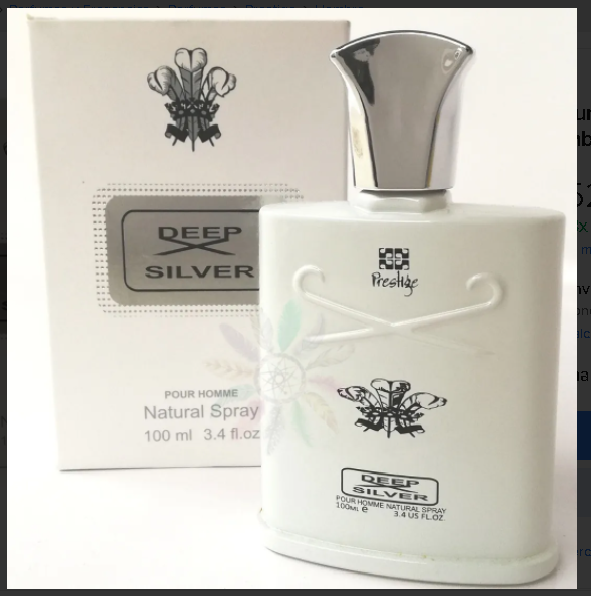 DEEP
SILVER
POUR HOMME
Natural Spray
100 ml 3.4 fl.oz
Prestige
DEEP
SILVER
POUR HOMME NATURAL SPRAY
100ML e 3.4 US FL.OZ.